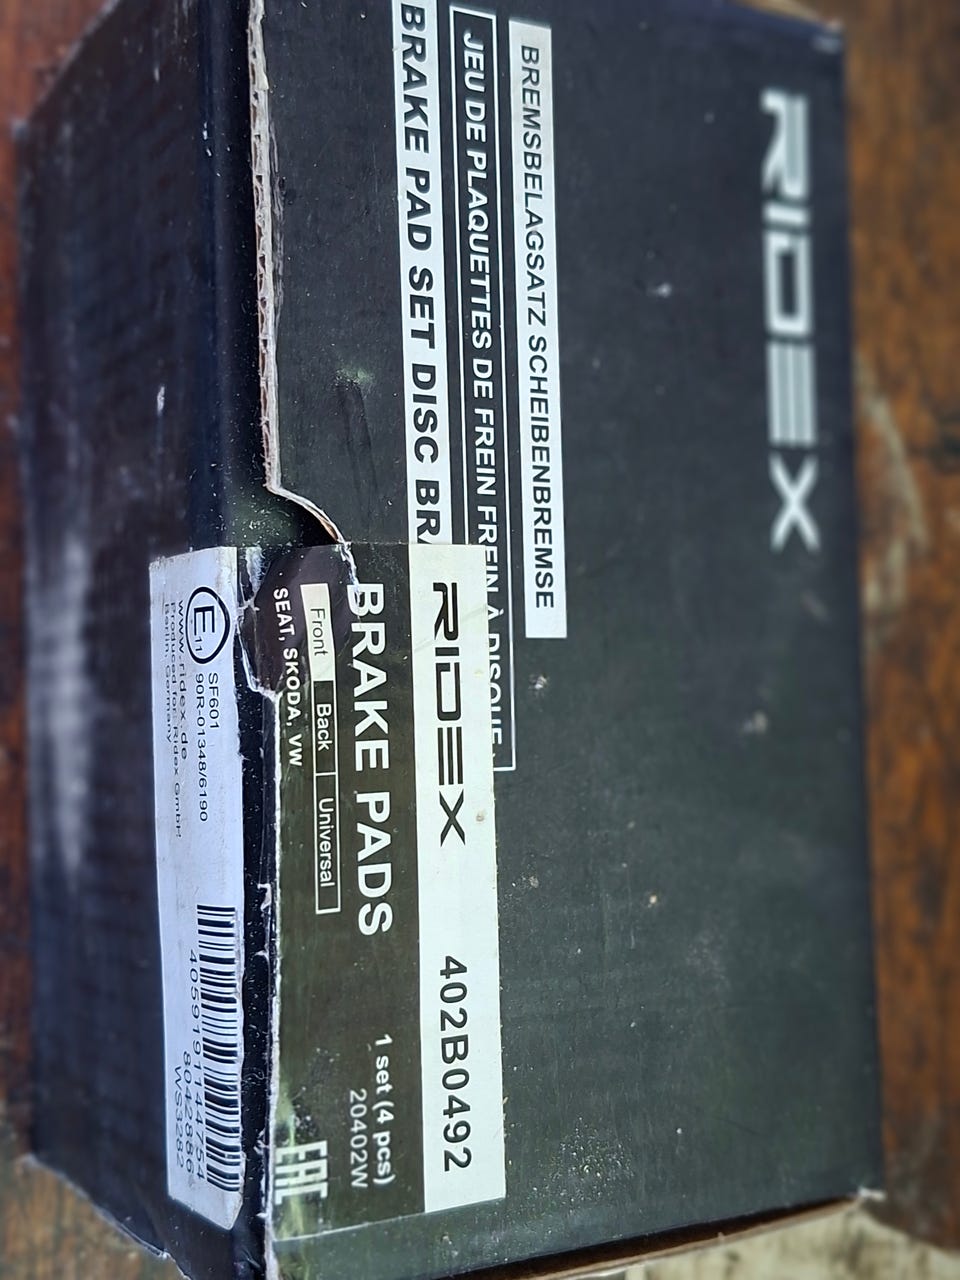 RIDEX
BREMSBELAGSATZ SCHEIBENBREMSE
JEU DE PLAQUETTES DE FREIN FREIN À DISQUE
BRAKE PAD SET DISC BRA
RIDEX 402B0492
BRAKE PADS 1 set (4 pcs)
20402W
Front Back Universal
SEAT, SKODA, VW
EAC
E11 SF601
90R-01348/6190
www.ridex.de
Produced for: Ridex GmbH
Berlin, Germany
4059191144754
8042886
WS3282